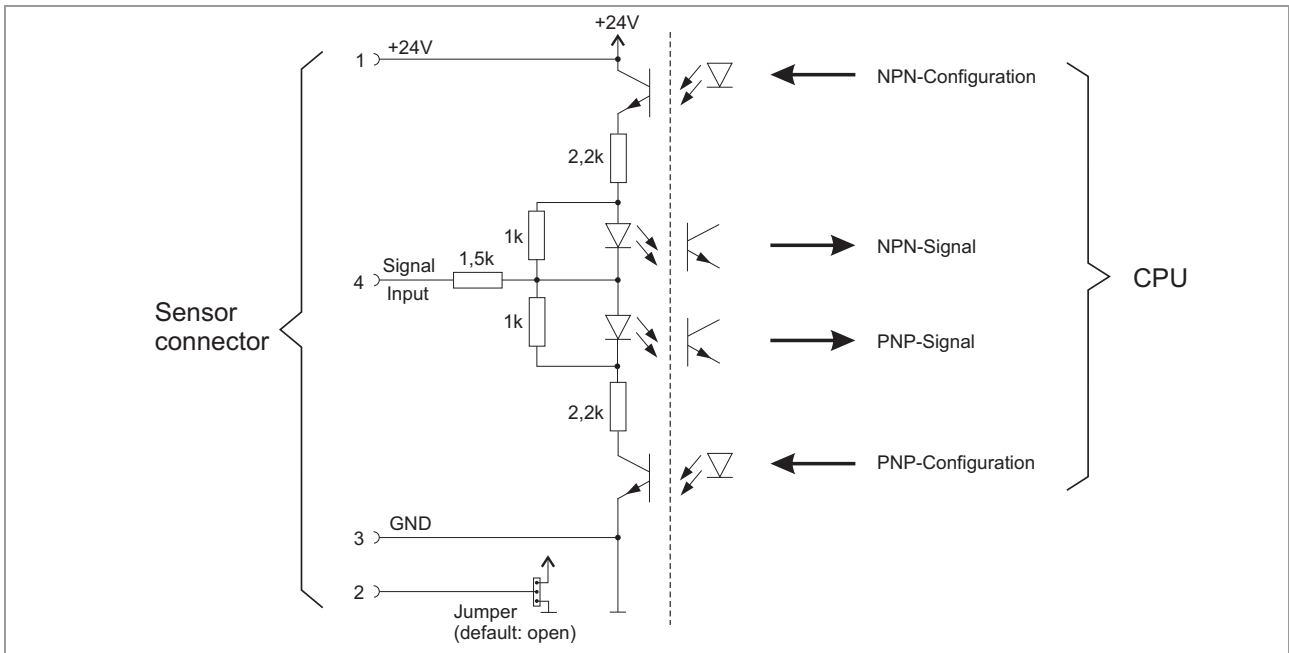 +24V
1
+24V
NPN-Configuration
2,2k
1k
NPN-Signal
1,5k
4
Signal
Input
CPU
Sensor
connector
1k
PNP-Signal
2,2k
PNP-Configuration
3
GND
2
Jumper
(default: open)